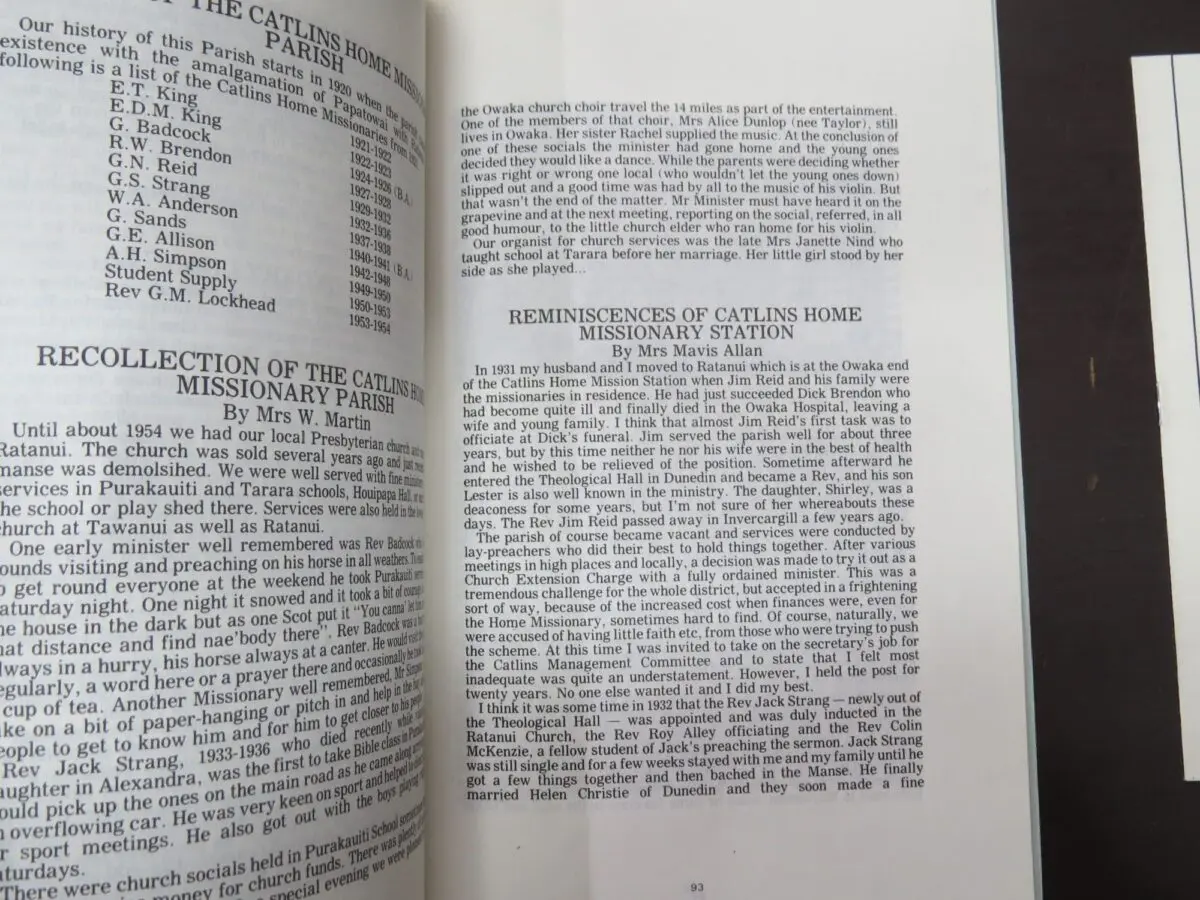 OF THE CATLINS HOME MISSIONARY
PARISH
Our history of this Parish starts in 1920 when the parish
existence with the amalgamation of Papatowai with
following is a list of the Catlins Home Missionaries from
E.T. King 1921-1922
E.D.M. King 1922-1923
G. Badcock 1924-1926 (B.A.)
R.W. Brendon 1927-1928
G.N. Reid 1929-1932
G.S. Strang 1932-1936
W.A. Anderson 1937-1938
G. Sands 1940-1941 (B.A.)
G.E. Allison 1942-1948
A.H. Simpson 1949-1950
Student Supply 1950-1953
Rev G.M. Lockhead 1953-1954
RECOLLECTION OF THE CATLINS HOME
MISSIONARY PARISH
By Mrs W. Martin
Until about 1954 we had our local Presbyterian church and
Ratanui. The church was sold several years ago and just
manse was demolsihed. We were well served with fine
services in Purakauiti and Tarara schools, Houipapa Hall, or
the school or play shed there. Services were also held in the
church at Tawanui as well as Ratanui.
One early minister well remembered was Rev Badcock
ounds visiting and preaching on his horse in all weathers. To
o get round everyone at the weekend he took Purakauiti
aturday night. One night it snowed and it took a bit of courage
he house in the dark but as one Scot put it "You canna' let
hat distance and find nae'body there". Rev Badcock was a
lways in a hurry, his horse always at a canter. He would visit
egularly, a word here or a prayer there and occasionally he
cup of tea. Another Missionary well remembered, Mr
ake on a bit of paper-hanging or pitch in and help in the
eople to get to know him and for him to get closer to his people
Rev Jack Strang, 1933-1936 who died recently while
aughter in Alexandra, was the first to take Bible class in
ould pick up the ones on the main road as he came along
n overflowing car. He was very keen on sport and helped
r sport meetings. He also got out with the boys playing
aturdays.
There were church socials held in Purakauiti School
money for church funds. There was plenty
special evening we were
the Owaka church choir travel the 14 miles as part of the entertainment.
One of the members of that choir, Mrs Alice Dunlop (nee Taylor), still
lives in Owaka. Her sister Rachel supplied the music. At the conclusion of
one of these socials the minister had gone home and the young ones
decided they would like a dance. While the parents were deciding whether
it was right or wrong one local (who wouldn't let the young ones down)
slipped out and a good time was had by all to the music of his violin. But
that wasn't the end of the matter. Mr Minister must have heard it on the
grapevine and at the next meeting, reporting on the social, referred, in all
good humour, to the little church elder who ran home for his violin.
Our organist for church services was the late Mrs Janette Nind who
taught school at Tarara before her marriage. Her little girl stood by her
side as she played...
REMINISCENCES OF CATLINS HOME
MISSIONARY STATION
By Mrs Mavis Allan
In 1931 my husband and I moved to Ratanui which is at the Owaka end
of the Catlins Home Mission Station when Jim Reid and his family were
the missionaries in residence. He had just succeeded Dick Brendon who
had become quite ill and finally died in the Owaka Hospital, leaving a
wife and young family. I think that almost Jim Reid's first task was to
officiate at Dick's funeral. Jim served the parish well for about three
years, but by this time neither he nor his wife were in the best of health
and he wished to be relieved of the position. Sometime afterward he
entered the Theological Hall in Dunedin and became a Rev, and his son
Lester is also well known in the ministry. The daughter, Shirley, was a
deaconess for some years, but I'm not sure of her whereabouts these
days. The Rev Jim Reid passed away in Invercargill a few years ago.
The parish of course became vacant and services were conducted by
lay-preachers who did their best to hold things together. After various
meetings in high places and locally, a decision was made to try it out as a
Church Extension Charge with a fully ordained minister. This was a
tremendous challenge for the whole district, but accepted in a frightening
sort of way, because of the increased cost when finances were, even for
the Home Missionary, sometimes hard to find. Of course, naturally, we
were accused of having little faith etc, from those who were trying to push
the scheme. At this time I was invited to take on the secretary's job for
the Catlins Management Committee and to state that I felt most
inadequate was quite an understatement. However, I held the post for
twenty years. No one else wanted it and I did my best.
I think it was some time in 1932 that the Rev Jack Strang — newly out of
the Theological Hall — was appointed and was duly inducted in the
Ratanui Church, the Rev Roy Alley officiating and the Rev Colin
McKenzie, a fellow student of Jack's preaching the sermon. Jack Strang
was still single and for a few weeks stayed with me and my family until he
got a few things together and then bached in the Manse. He finally
married Helen Christie of Dunedin and they soon made a fine
93